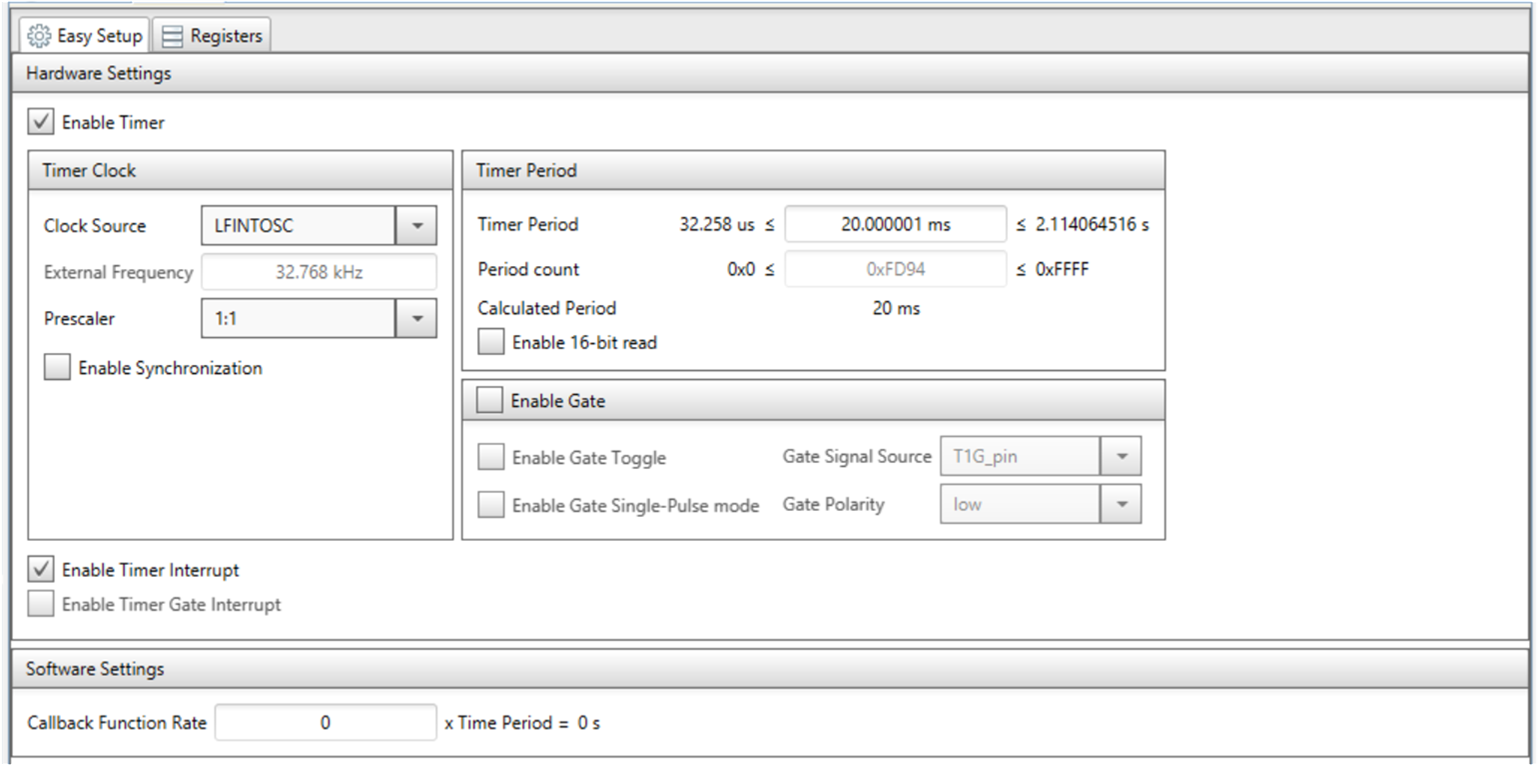 Easy Setup Registers
Hardware Settings
Enable Timer
Timer Clock
Clock Source LFINTOSC
External Frequency 32.768 kHz
Prescaler 1:1
Enable Synchronization
Timer Period
Timer Period 32.258 us ≤ 20.000001 ms ≤ 2.114064516 s
Period count 0x0 ≤ 0xFD94 ≤ 0xFFFF
Calculated Period 20 ms
Enable 16-bit read
Enable Gate
Enable Gate Toggle Gate Signal Source T1G_pin
Enable Gate Single-Pulse mode Gate Polarity low
Enable Timer Interrupt
Enable Timer Gate Interrupt
Software Settings
Callback Function Rate 0 x Time Period = 0 s